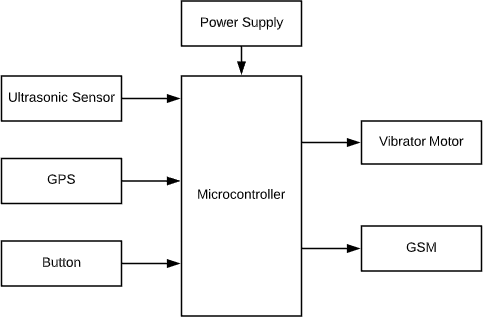 Power Supply
Ultrasonic Sensor
GPS
Button
Microcontroller
Vibrator Motor
GSM